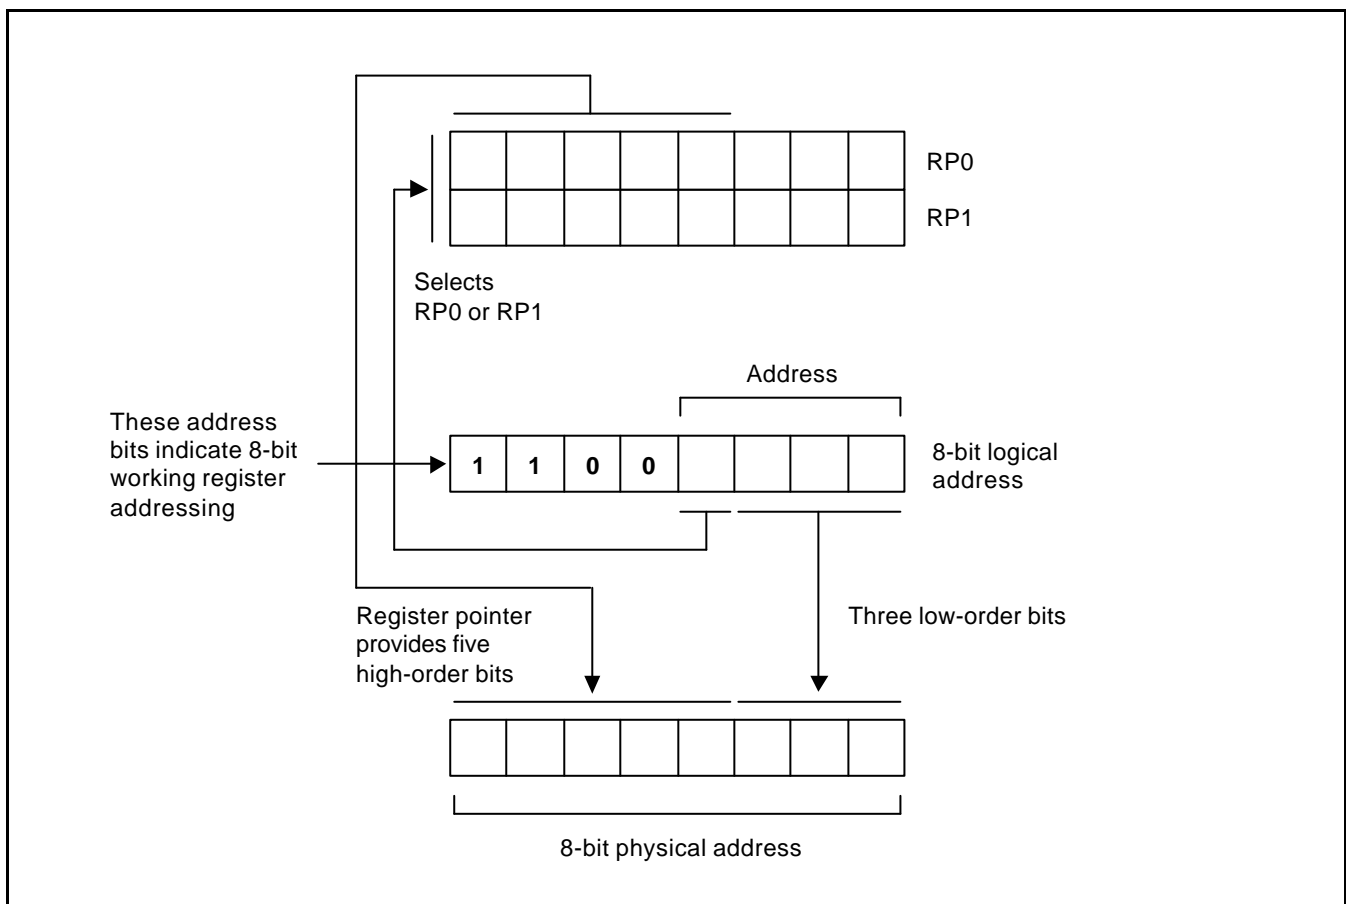 RP0
RP1
Selects
RP0 or RP1
Address
These address
bits indicate 8-bit
working register
addressing
1 1 0 0
8-bit logical
address
Register pointer
provides five
high-order bits
Three low-order bits
8-bit physical address